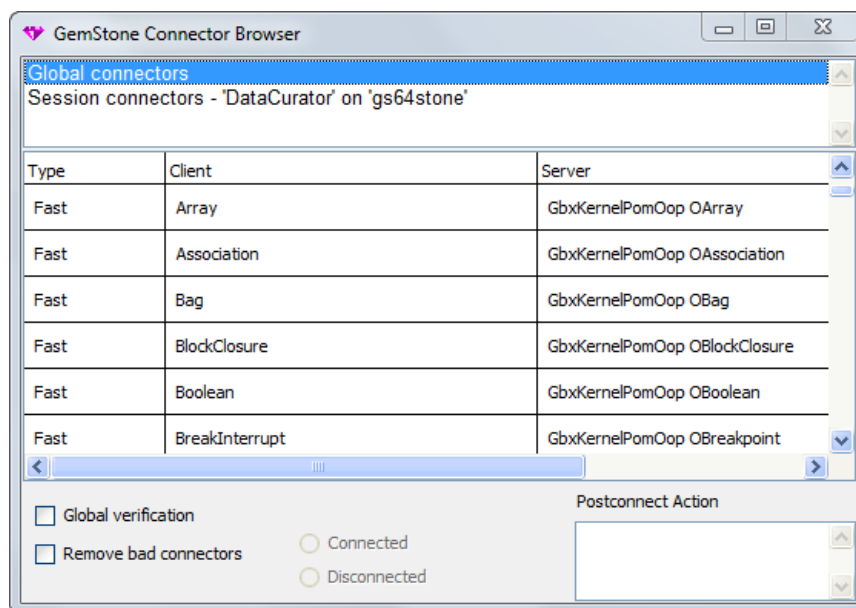 GemStone Connector Browser
Global connectors
Session connectors - 'DataCurator' on 'gs64stone'
Type Client Server
Fast Array GbxKernelPomOop OArray
Fast Association GbxKernelPomOop OAssociation
Fast Bag GbxKernelPomOop OBag
Fast BlockClosure GbxKernelPomOop OBlockClosure
Fast Boolean GbxKernelPomOop OBoolean
Fast BreakInterrupt GbxKernelPomOop OBreakpoint
Global verification
Remove bad connectors
Connected
Disconnected
Postconnect Action